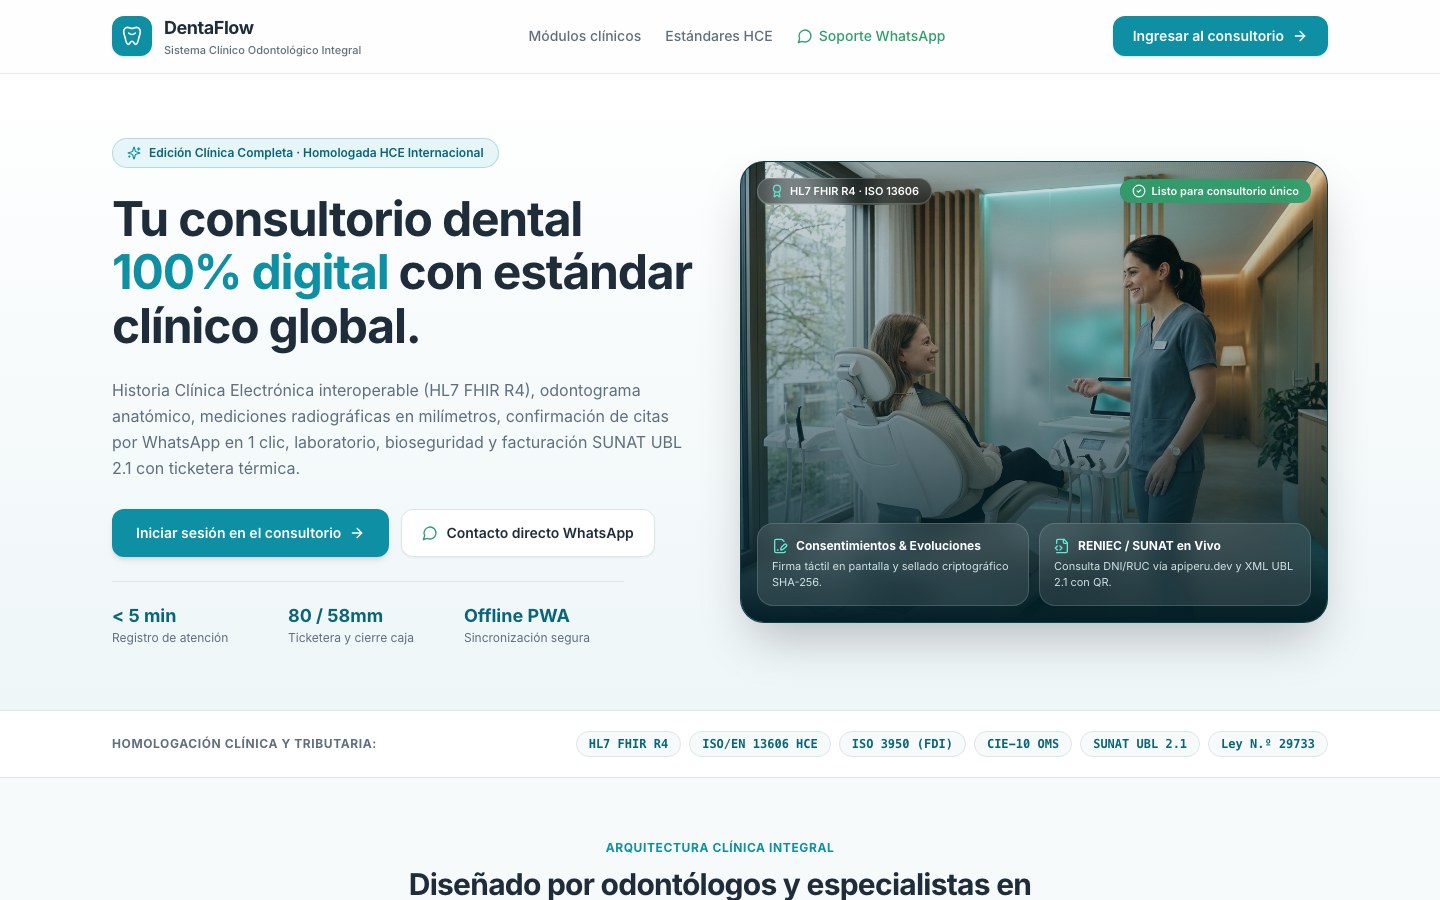 DentaFlow
Sistema Clínico Odontológico Integral
Módulos clínicos
Estándares HCE
Soporte WhatsApp
Ingresar al consultorio
Edición Clínica Completa · Homologada HCE Internacional
Tu consultorio dental
100% digital con estándar
clínico global.
Historia Clínica Electrónica interoperable (HL7 FHIR R4), odontograma
anatómico, mediciones radiográficas en milímetros, confirmación de citas
por WhatsApp en 1 clic, laboratorio, bioseguridad y facturación SUNAT UBL
2.1 con ticketera térmica.
Iniciar sesión en el consultorio
Contacto directo WhatsApp
< 5 min
Registro de atención
80 / 58mm
Ticketera y cierre caja
Offline PWA
Sincronización segura
HL7 FHIR R4 · ISO 13606
Listo para consultorio único
Consentimientos & Evoluciones
Firma táctil en pantalla y sellado criptográfico
SHA-256.
RENIEC / SUNAT en Vivo
Consulta DNI/RUC vía apiperu.dev y XML UBL
2.1 con QR.
HOMOLOGACIÓN CLÍNICA Y TRIBUTARIA:
HL7 FHIR R4
ISO/EN 13606 HCE
ISO 3950 (FDI)
CIE-10 OMS
SUNAT UBL 2.1
Ley N.º 29733
ARQUITECTURA CLÍNICA INTEGRAL
Diseñado por odontólogos y especialistas en